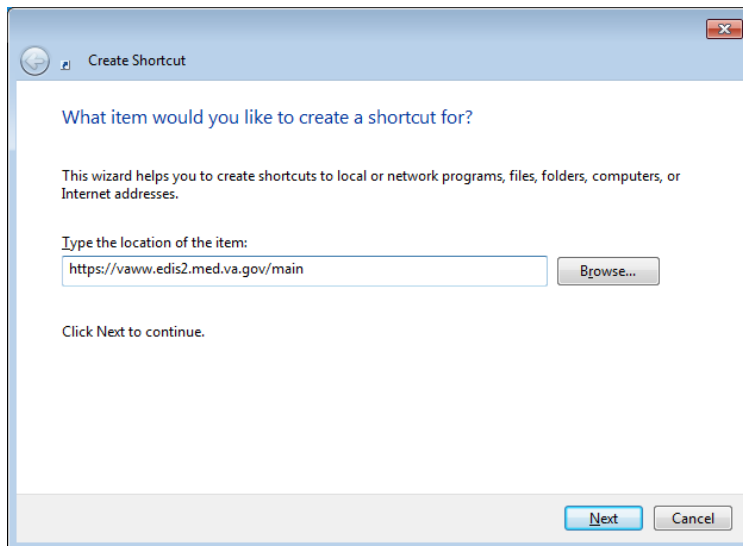 Create Shortcut
What item would you like to create a shortcut for?
This wizard helps you to create shortcuts to local or network programs, files, folders, computers, or
Internet addresses.
Type the location of the item:
https://vaww.edis2.med.va.gov/main
Browse...
Click Next to continue.
Next
Cancel